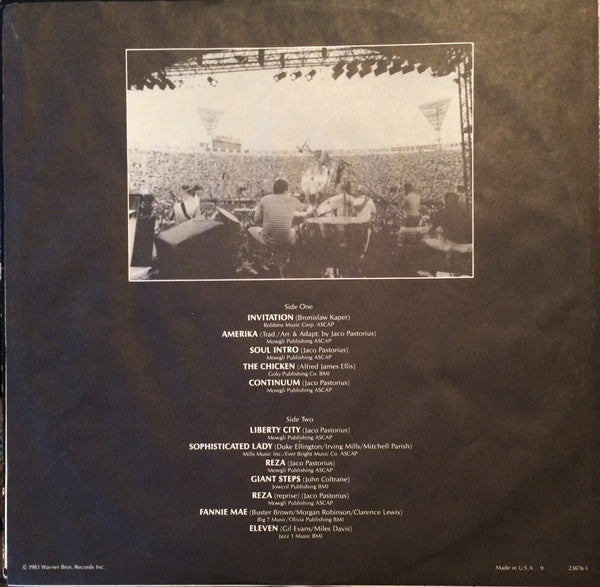 Side One
INVITATION (Bronislaw Kaper)
Robbins Music Corp. ASCAP
AMERIKA (Trad./Arr. & Adapt. by Jaco Pastorius)
Mowgli Publishing ASCAP
SOUL INTRO (Jaco Pastorius)
Mowgli Publishing ASCAP
THE CHICKEN (Alfred James Ellis)
Golo Publishing Co. BMI
CONTINUUM (Jaco Pastorius)
Mowgli Publishing ASCAP
Side Two
LIBERTY CITY (Jaco Pastorius)
Mowgli Publishing ASCAP
SOPHISTICATED LADY (Duke Ellington/Irving Mills/Mitchell Parish)
Mills Music Inc./Ever Bright Music Co. ASCAP
REZA (Jaco Pastorius)
Mowgli Publishing ASCAP
GIANT STEPS (John Coltrane)
Jowcol Publishing BMI
REZA (reprise) (Jaco Pastorius)
Mowgli Publishing ASCAP
FANNIE MAE (Buster Brown/Morgan Robinson/Clarence Lewis)
Big 7 Music/Olivia Publishing BMI
ELEVEN (Gil Evans/Miles Davis)
Jazz 1 Music BMI
© 1983 Warner Bros. Records Inc. Made in U.S.A. 9 23876-1